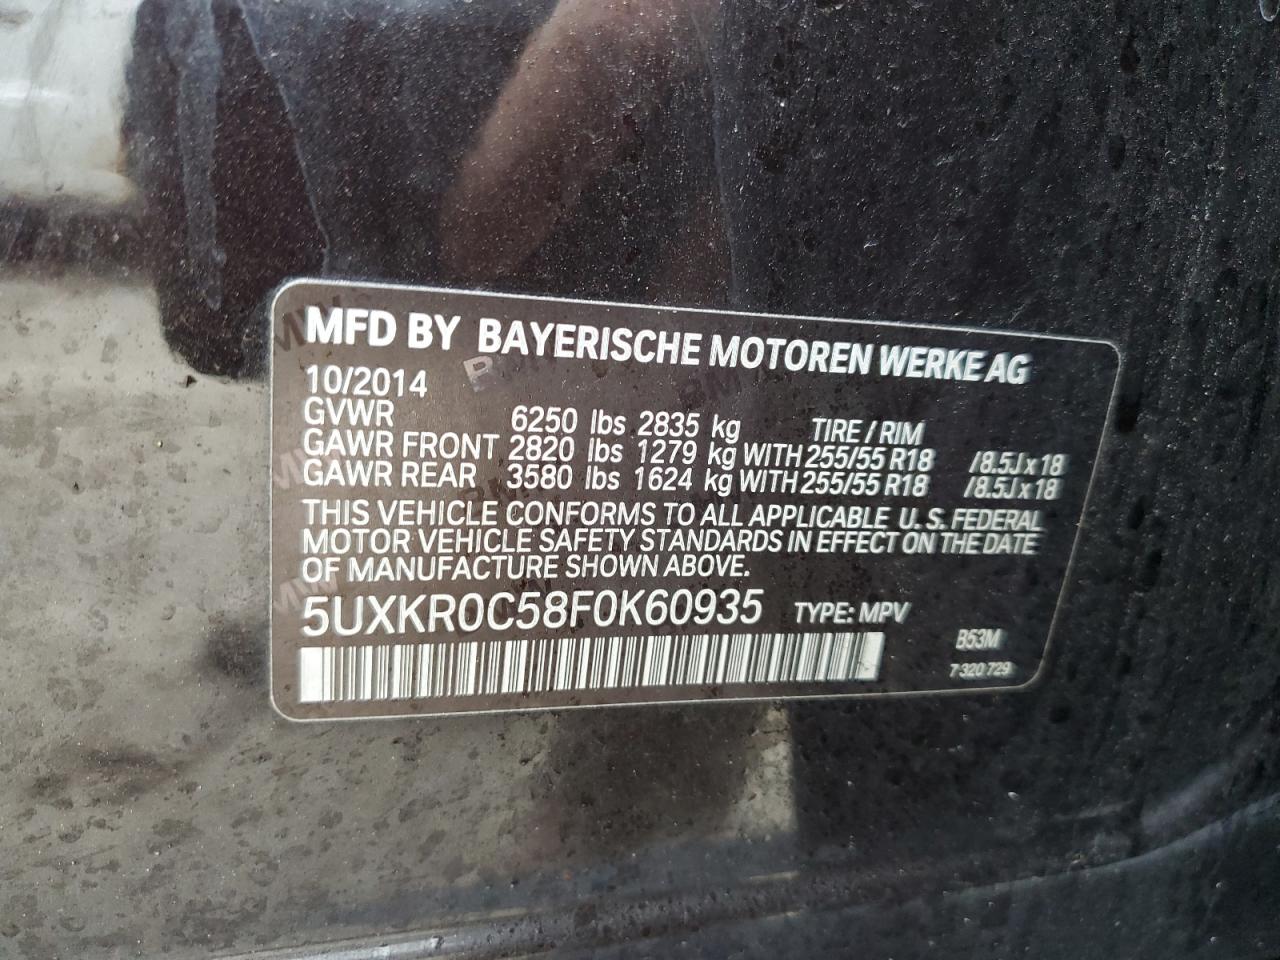 MFD BY BAYERISCHE MOTOREN WERKE AG
10/2014
GVWR 6250 lbs 2835 kg TIRE / RIM
GAWR FRONT 2820 lbs 1279 kg WITH 255/55 R18 /8.5J x 18
GAWR REAR 3580 lbs 1624 kg WITH 255/55 R18 /8.5J x 18
THIS VEHICLE CONFORMS TO ALL APPLICABLE U.S. FEDERAL
MOTOR VEHICLE SAFETY STANDARDS IN EFFECT ON THE DATE
OF MANUFACTURE SHOWN ABOVE.
5UXKR0C58F0K60935 TYPE: MPV
B53M
7 320 729